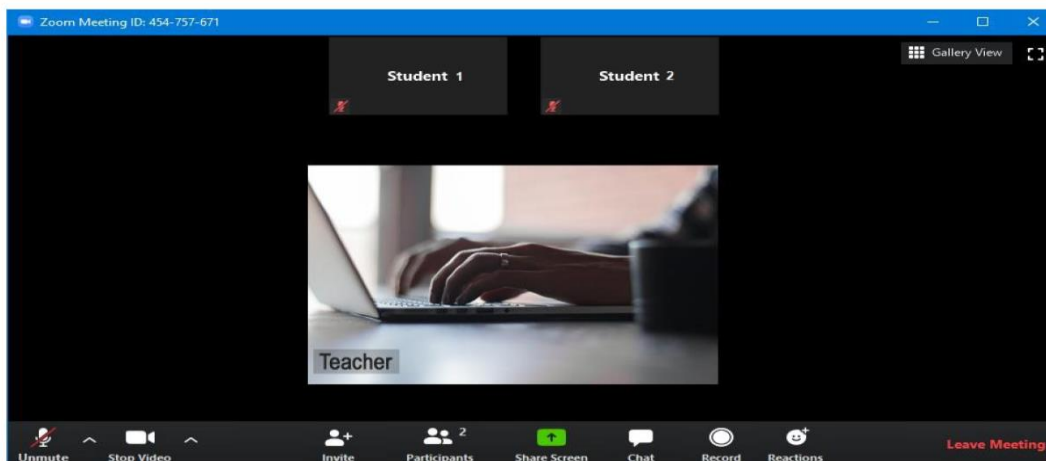 Zoom Meeting ID: 454-757-671
Gallery View
Student 1
Student 2
Teacher
Unmute
Stop Video
Invite
Participants 2
Share Screen
Chat
Record
Reactions
Leave Meeting